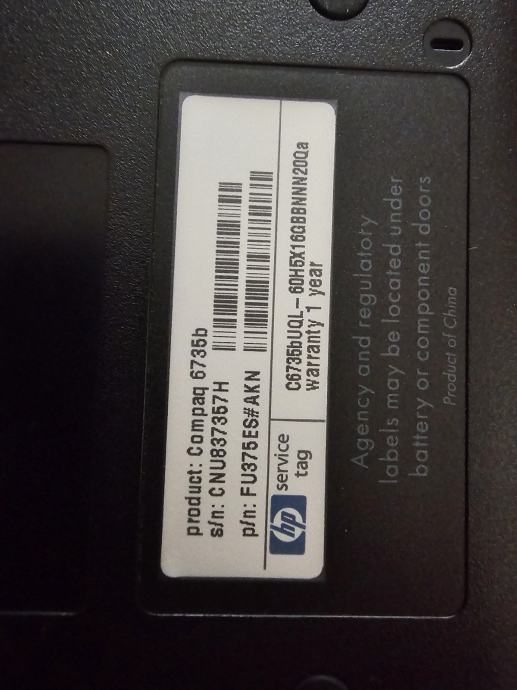 product: Compaq 6735b
s/n: CNU837357H
p/n: FU375ES#AKN
hp
service
tag
C6735bUQL-60H5X16QBBNNN20Qa
warranty 1 year
Agency and regulatory
labels may be located under
battery or component doors
Product of China